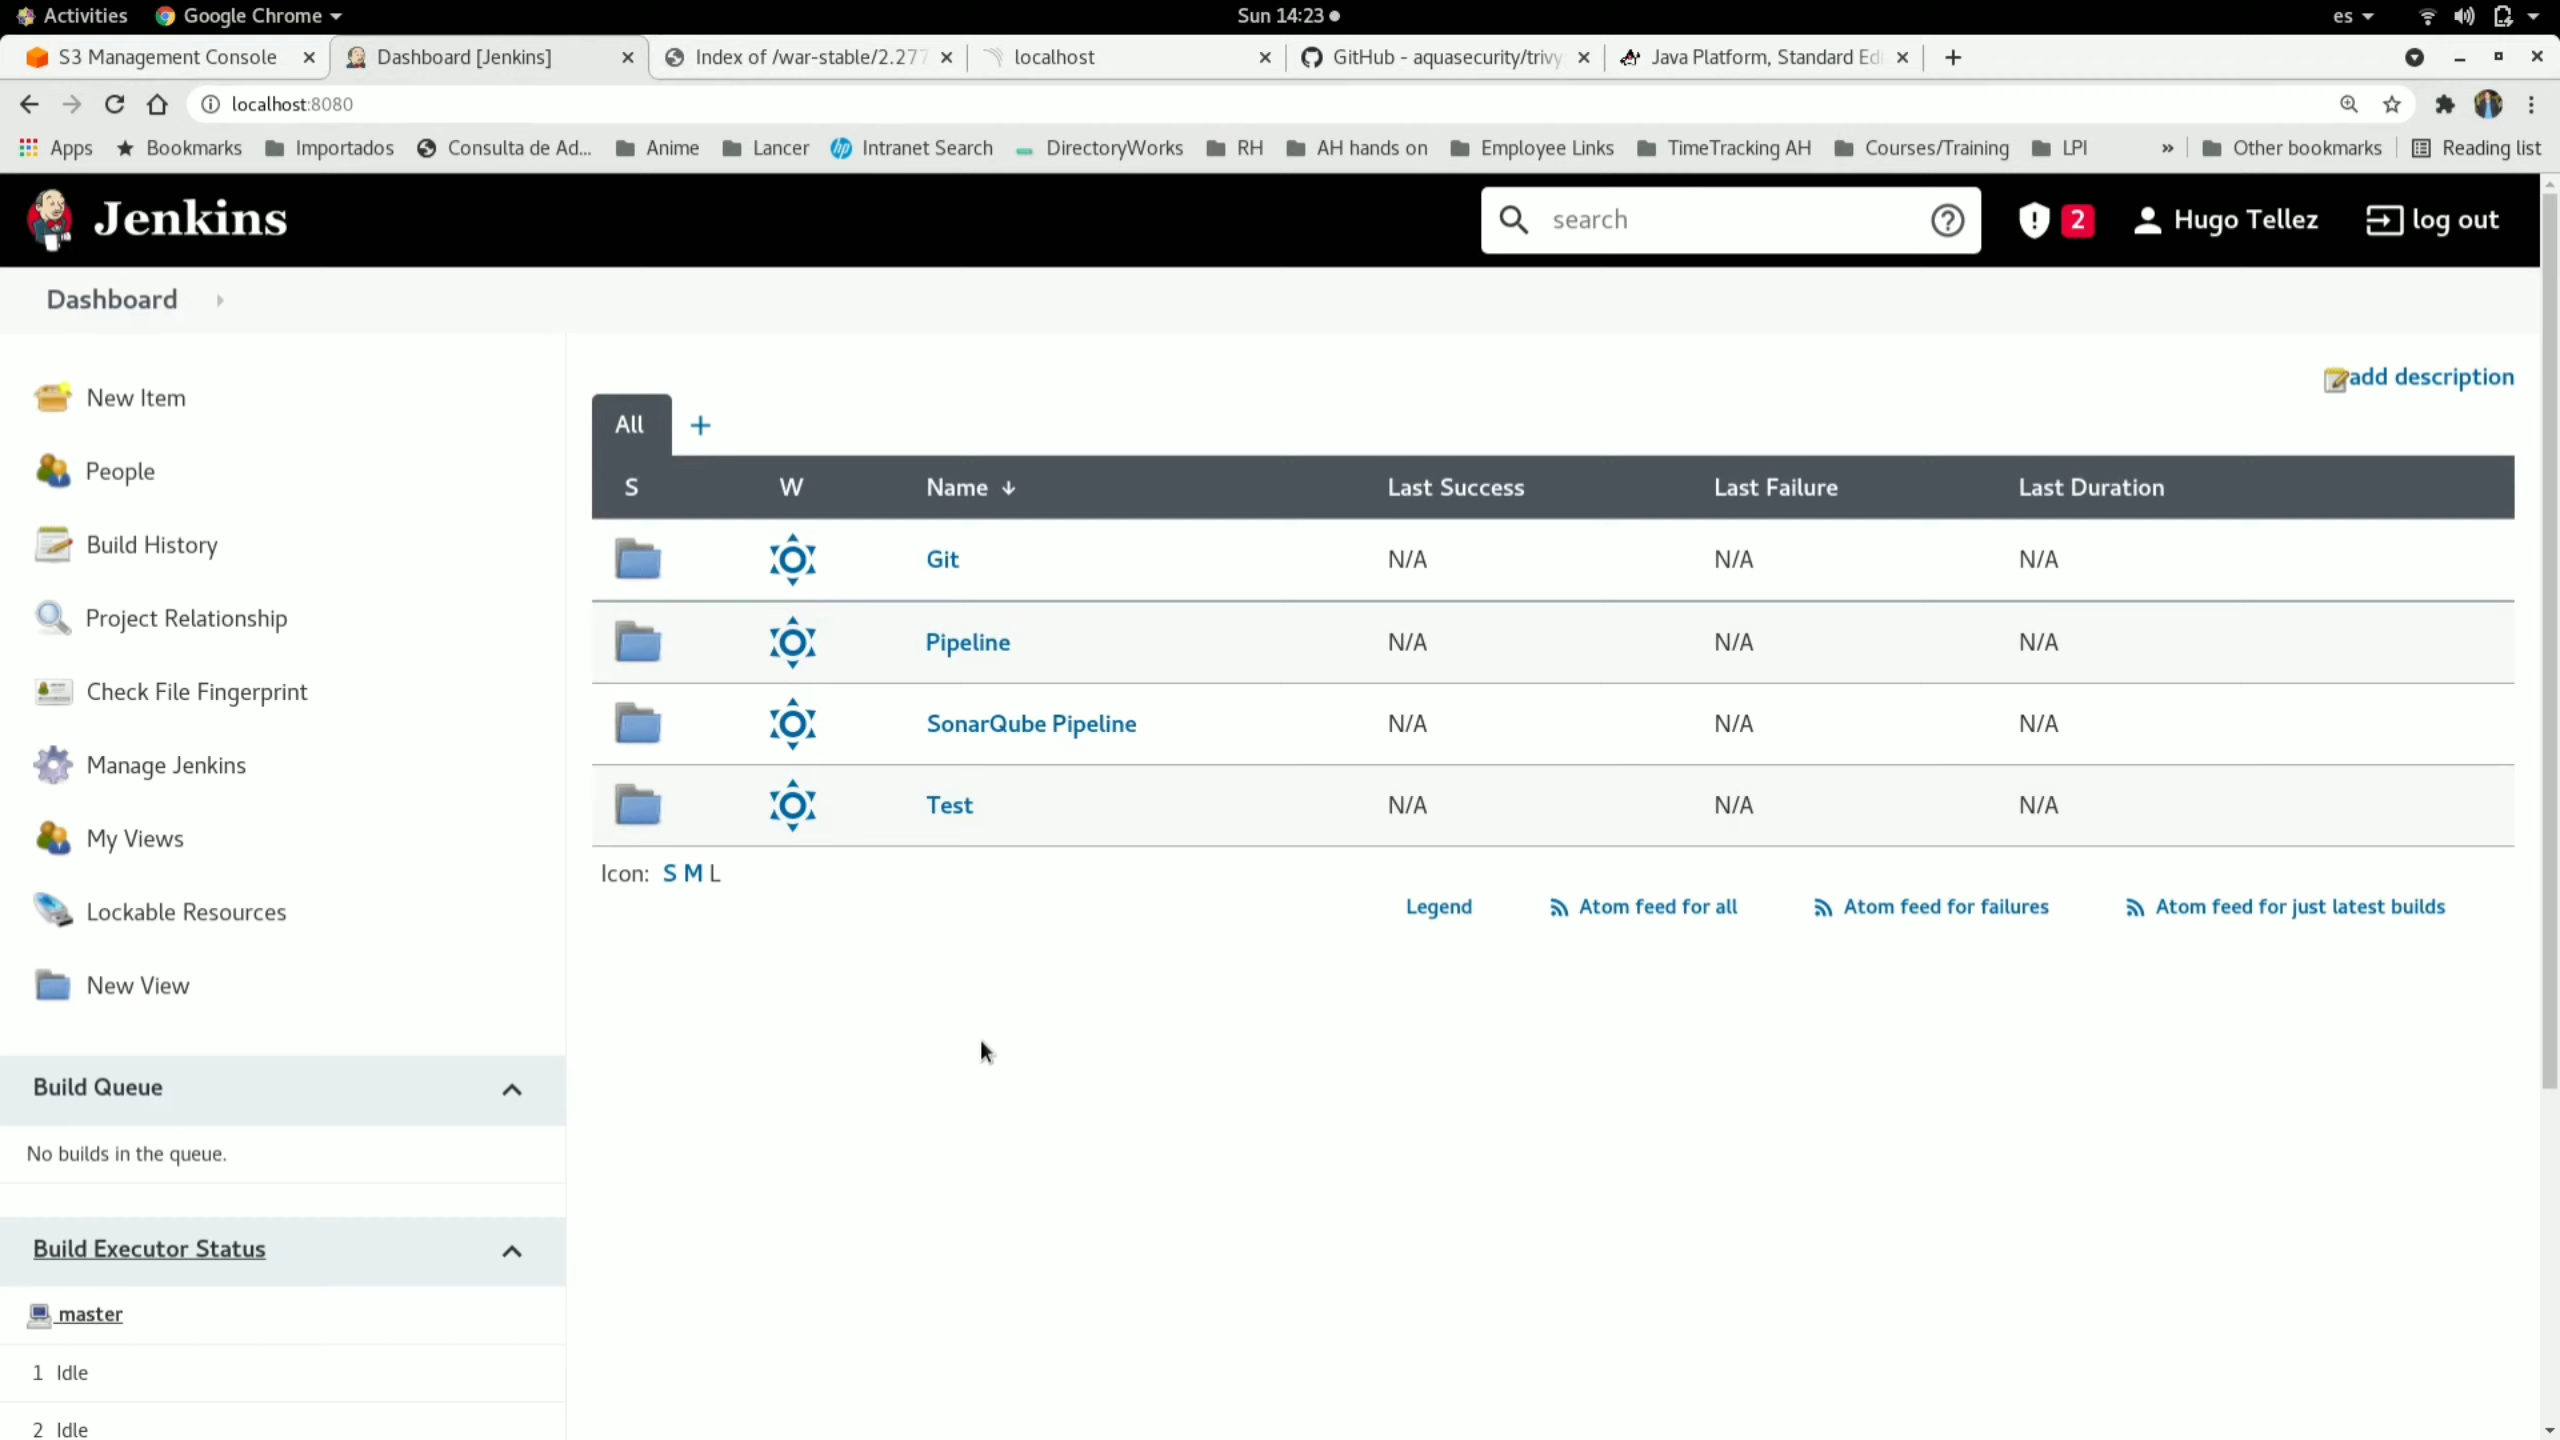 Activities Google Chrome Sun 14:23 es
S3 Management Console Dashboard [Jenkins] Index of /war-stable/2.277 localhost GitHub - aquasecurity/trivy Java Platform, Standard Edi
localhost:8080
Apps Bookmarks Importados Consulta de Ad... Anime Lancer Intranet Search DirectoryWorks RH AH hands on Employee Links TimeTracking AH Courses/Training LPI » Other bookmarks Reading list
Jenkins search 2 Hugo Tellez log out
Dashboard
add description
New Item
People
Build History
Project Relationship
Check File Fingerprint
Manage Jenkins
My Views
Lockable Resources
New View
All +
S W Name ↓ Last Success Last Failure Last Duration
Git N/A N/A N/A
Pipeline N/A N/A N/A
SonarQube Pipeline N/A N/A N/A
Test N/A N/A N/A
Icon: S M L
Legend Atom feed for all Atom feed for failures Atom feed for just latest builds
Build Queue
No builds in the queue.
Build Executor Status
master
1 Idle
2 Idle